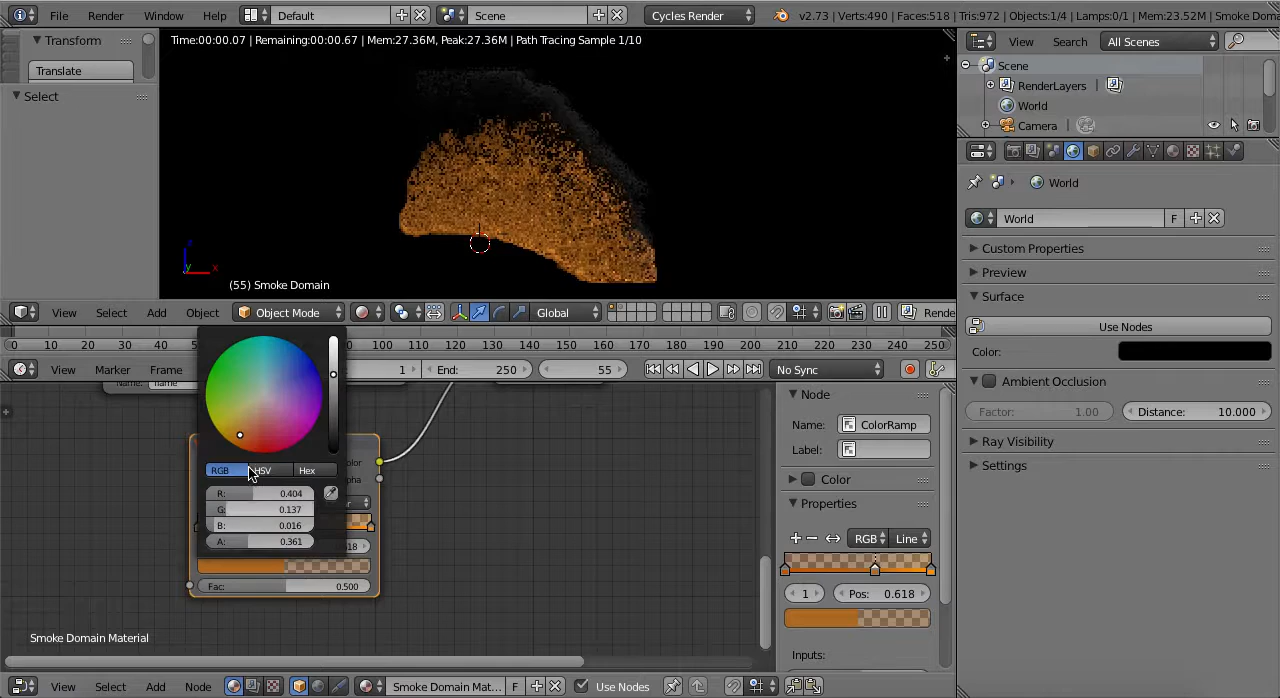 File Render Window Help Default Scene Cycles Render v2.73 | Verts:490 | Faces:518 | Tris:972 | Objects:1/4 | Lamps:0/1 | Mem:23.52M | Smoke Doma
Transform
Translate
Select
Time:00:00.07 | Remaining:00:00.67 | Mem:27.36M, Peak:27.36M | Path Tracing Sample 1/10
z
y x
(55) Smoke Domain
View Search All Scenes
Scene
RenderLayers |
World
Camera
World
World F
Custom Properties
Preview
Surface
Use Nodes
Color:
Ambient Occlusion
Factor: 1.00 Distance: 10.000
Ray Visibility
Settings
View Select Add Object Object Mode Global Rende
0 10 20 30 40 90 100 110 120 130 140 150 160 170 180 190 200 210 220 230 240 250
View Marker Frame 1 End: 250 55 No Sync
Name: name
RGB HSV Hex
R: 0.404
G: 0.137
B: 0.016
A: 0.361
Fac: 0.500
Smoke Domain Material
Node
Name: ColorRamp
Label:
Color
Properties
RGB Line
1 Pos: 0.618
Inputs:
View Select Add Node Smoke Domain Mat... F Use Nodes